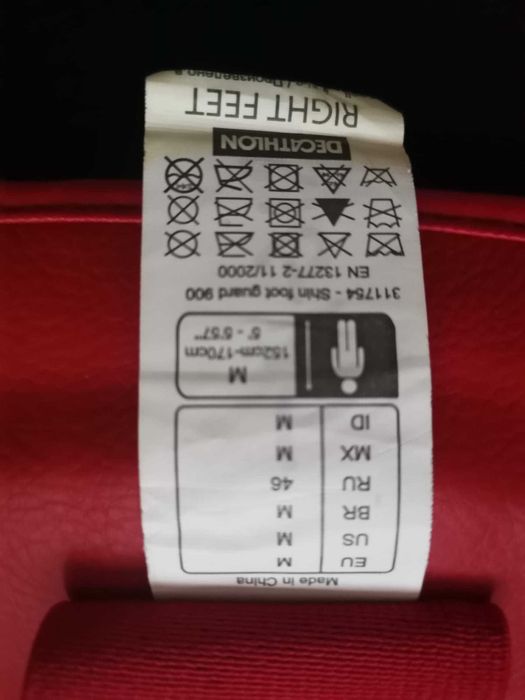 Made in China
EU M
US M
BR M
RU 46
MX M
ID M
M
152cm-170cm
5' - 5'57''
311754 - Shin foot guard 900
EN 13277-2 11/2000
DECATHLON
RIGHT FEET
/ Произведено в